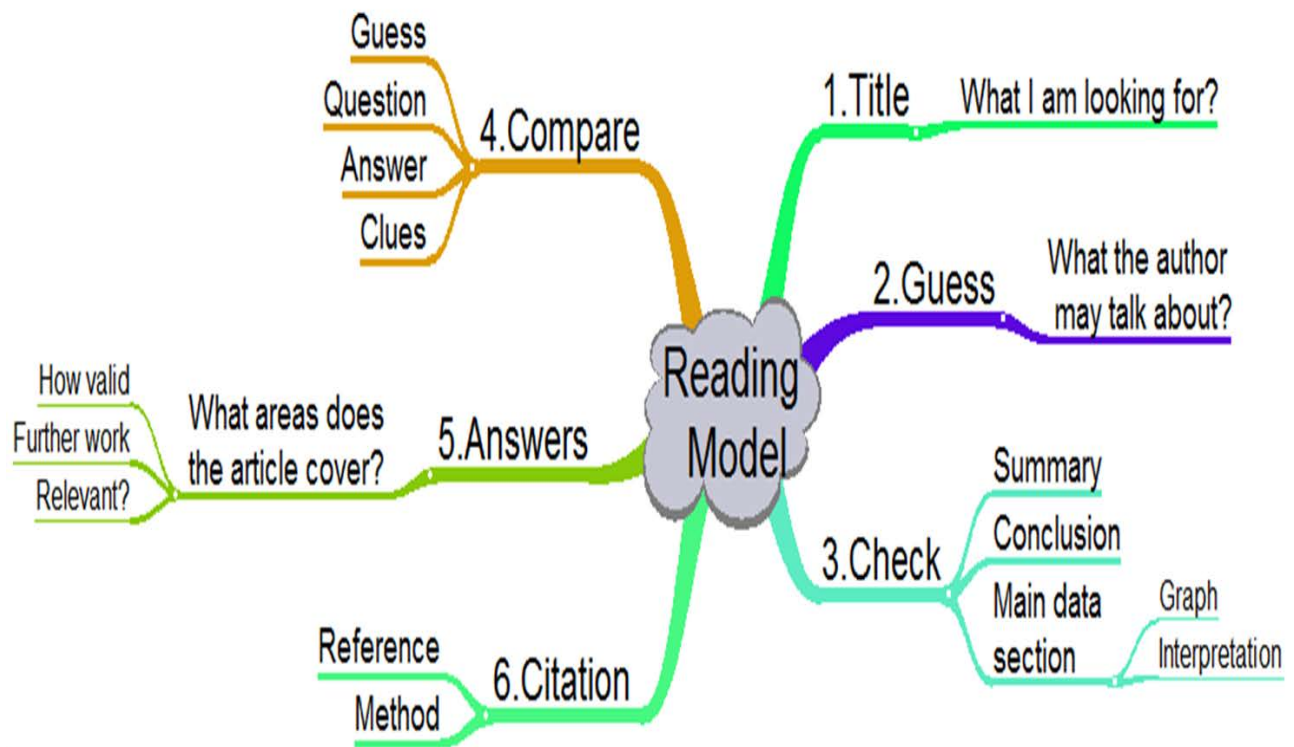 Reading
Model
1.Title
What I am looking for?
2.Guess
What the author
may talk about?
3.Check
Summary
Conclusion
Main data
section
Graph
Interpretation
4.Compare
Guess
Question
Answer
Clues
5.Answers
What areas does
the article cover?
How valid
Further work
Relevant?
6.Citation
Reference
Method